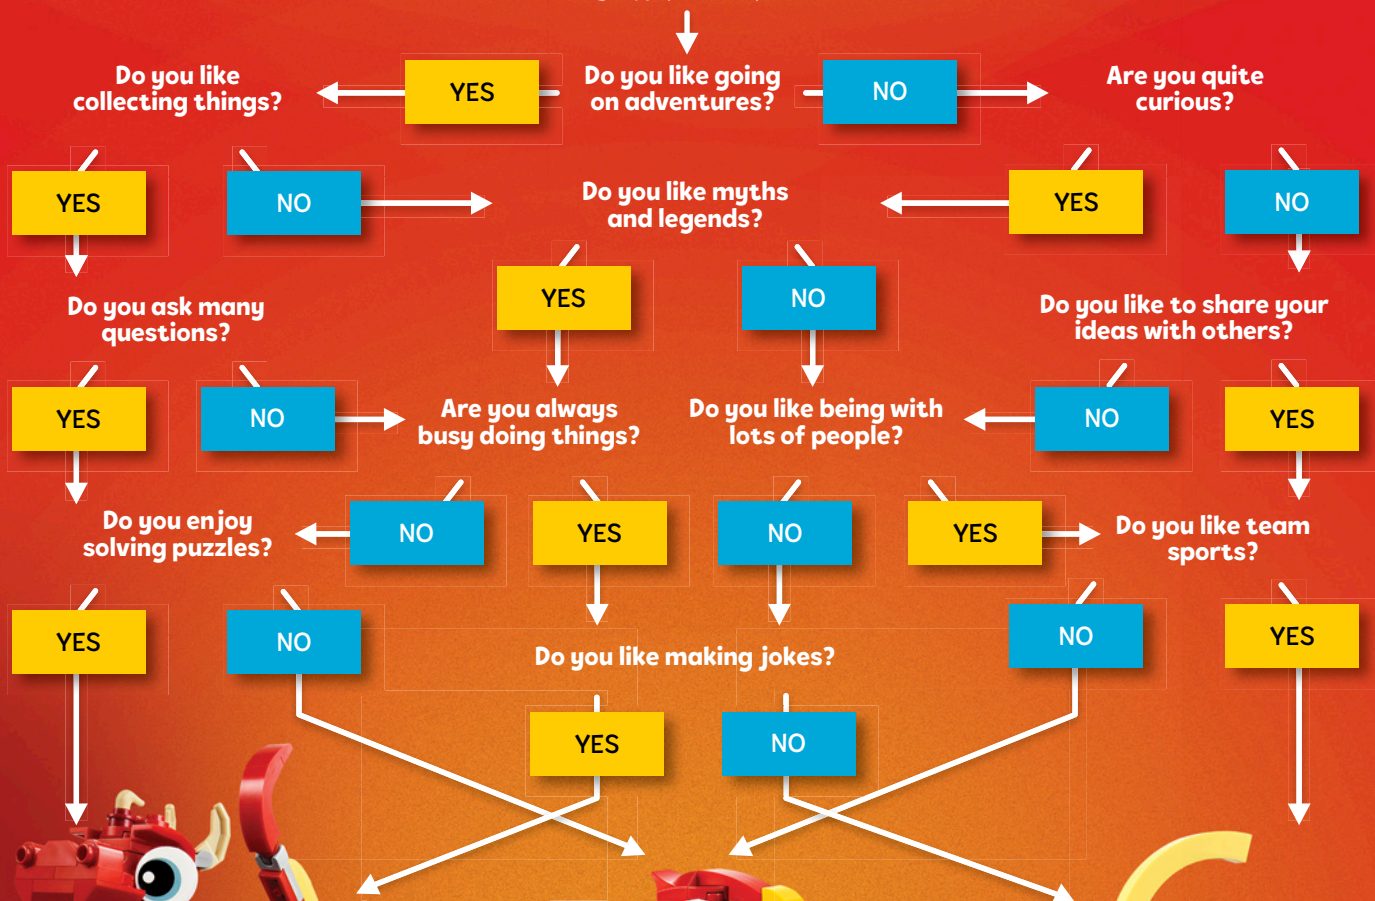 Do you like
collecting things?
YES
Do you like going
on adventures?
NO
Are you quite
curious?
YES
NO
Do you like myths
and legends?
YES
NO
YES
NO
Do you ask many
questions?
Do you like to share your
ideas with others?
YES
NO
Are you always
busy doing things?
Do you like being with
lots of people?
NO
YES
Do you enjoy
solving puzzles?
NO
YES
NO
YES
Do you like team
sports?
YES
NO
Do you like making jokes?
NO
YES
YES
NO